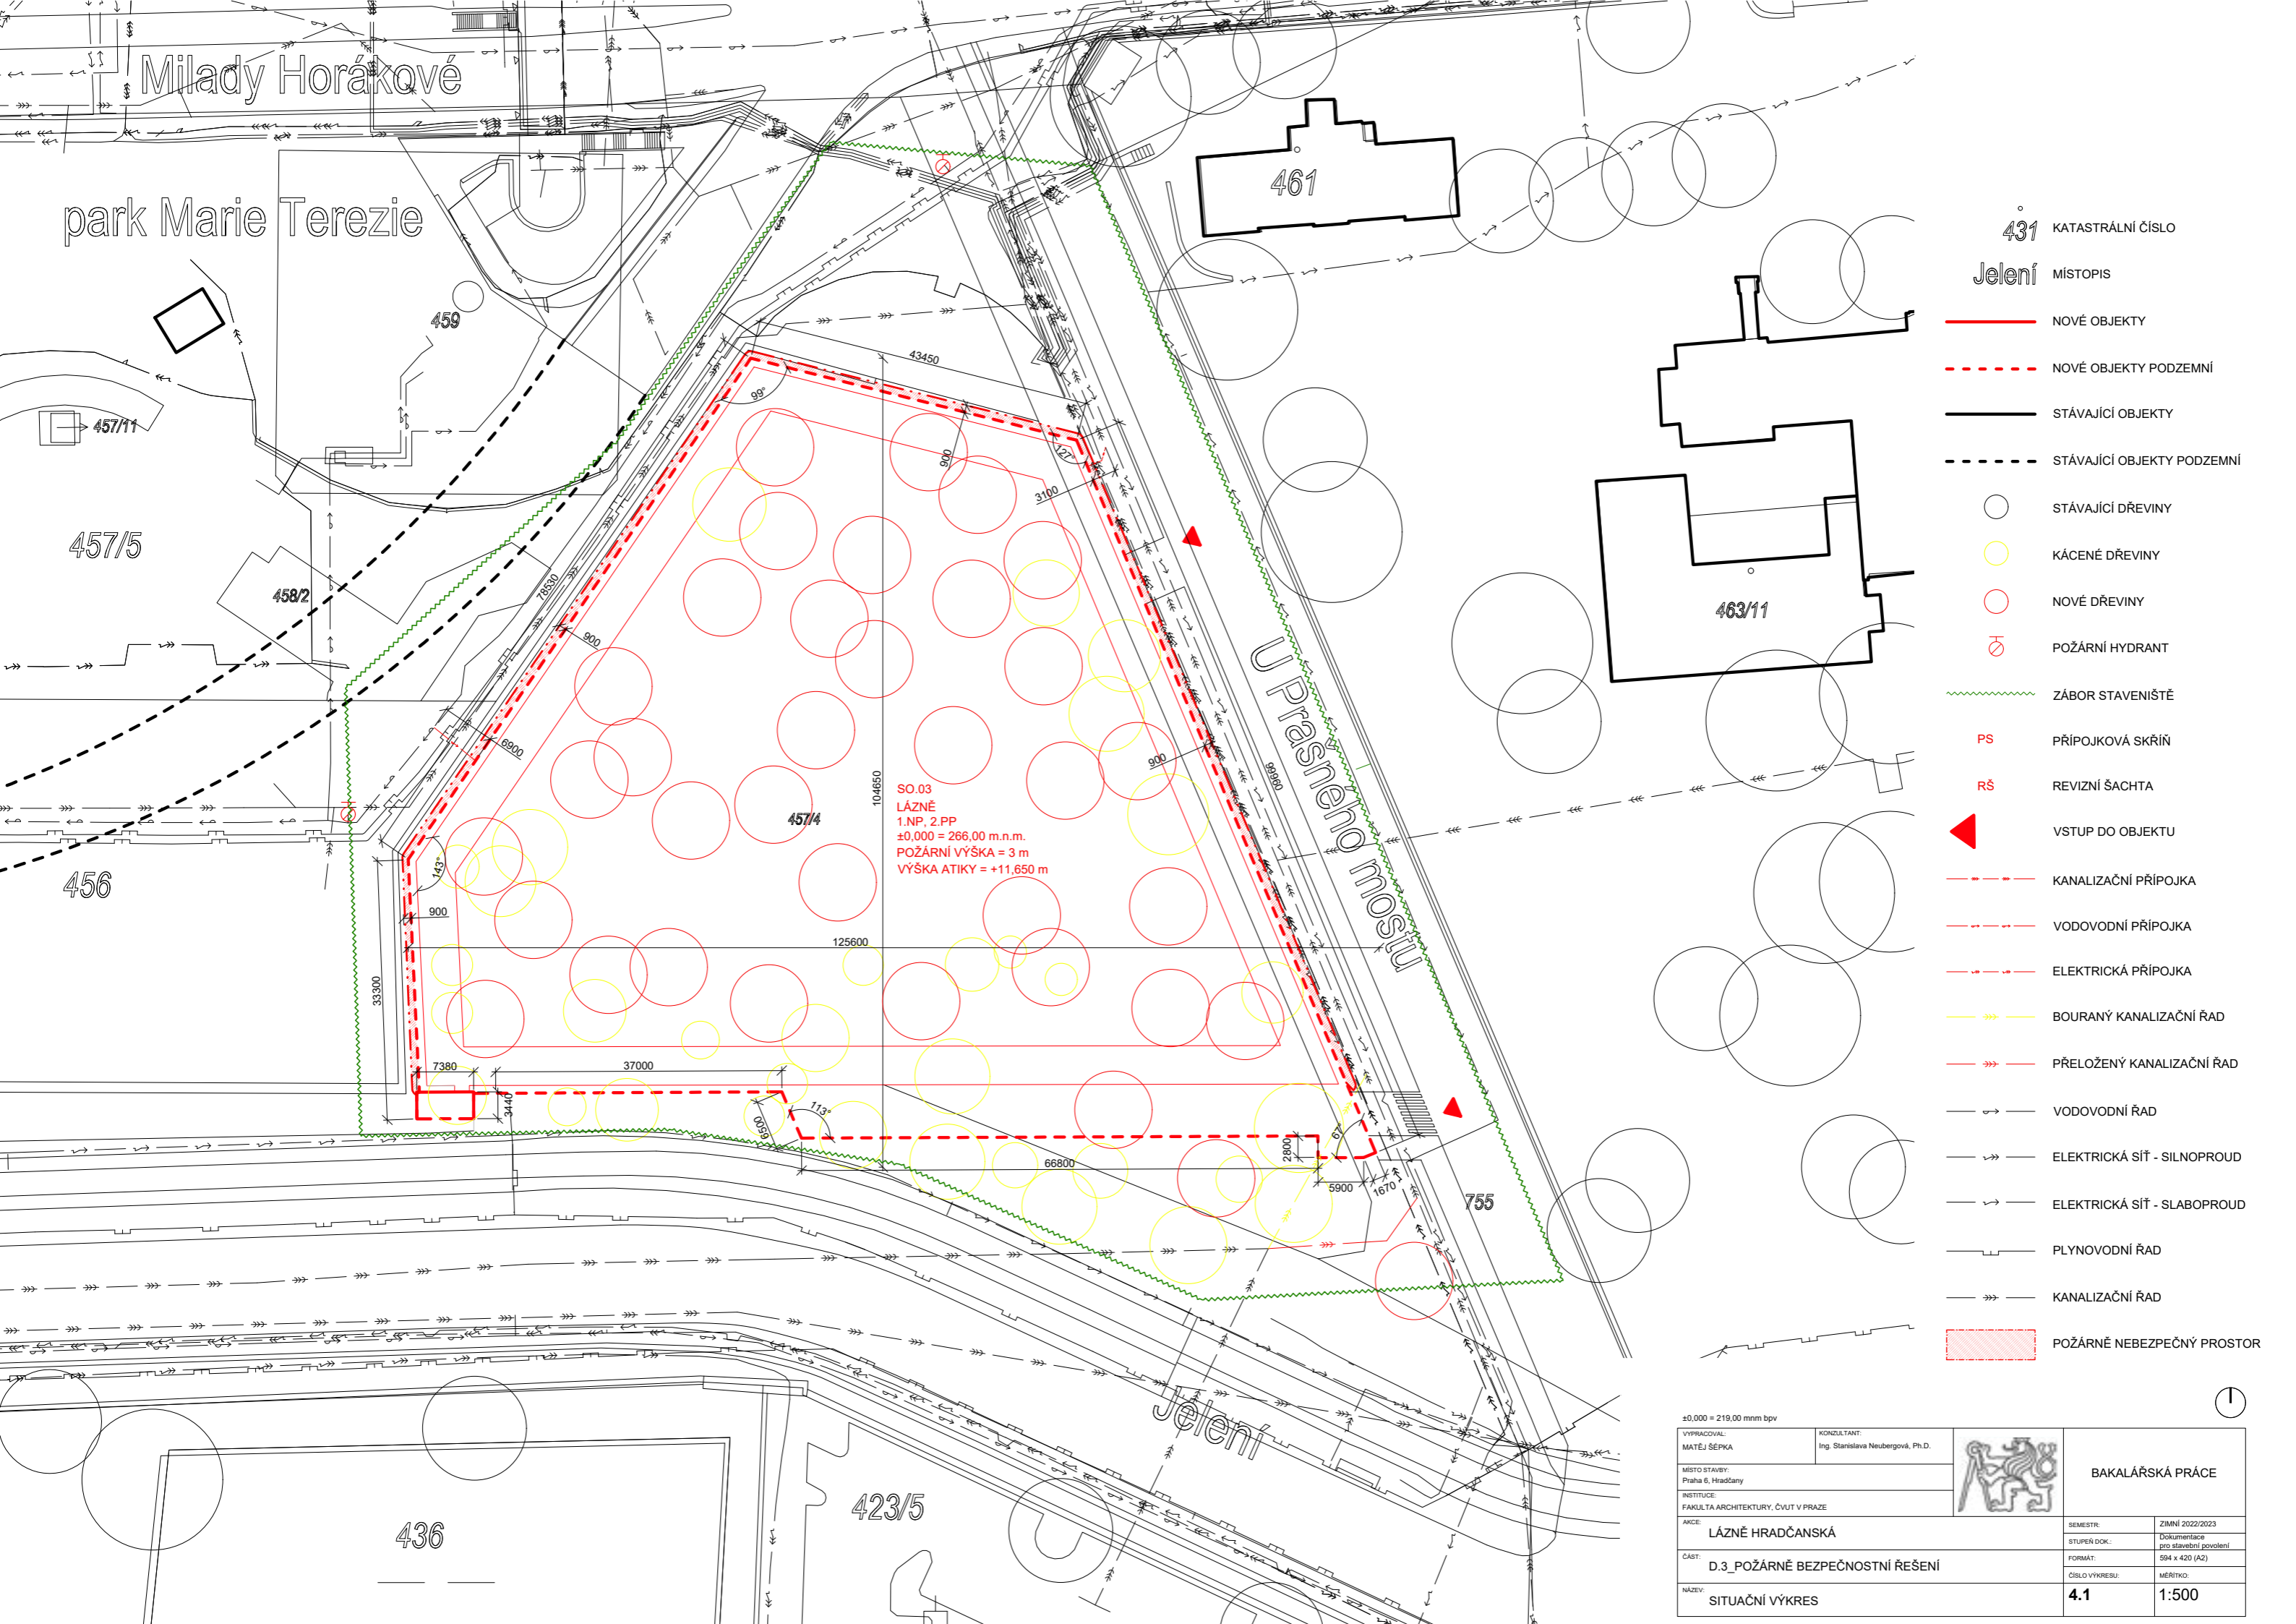 Milady Horákové
park Marie Terezie
461
459
457/11
457/5
458/2
456
463/11
457/4
755
436
423/5
U Prašného mostu
Jelení
43450
99°
900
127°
3100
78530
900
6900
104650
900
99960
143°
900
125600
33300
7380
37000
3440
6500
113°
66800
2800
67°
5900
1670
SO.03
LÁZNĚ
1.NP, 2.PP
±0,000 = 266,00 m.n.m.
POŽÁRNÍ VÝŠKA = 3 m
VÝŠKA ATIKY = +11,650 m
431 KATASTRÁLNÍ ČÍSLO
Jelení MÍSTOPIS
NOVÉ OBJEKTY
NOVÉ OBJEKTY PODZEMNÍ
STÁVAJÍCÍ OBJEKTY
STÁVAJÍCÍ OBJEKTY PODZEMNÍ
STÁVAJÍCÍ DŘEVINY
KÁCENÉ DŘEVINY
NOVÉ DŘEVINY
POŽÁRNÍ HYDRANT
ZÁBOR STAVENIŠTĚ
PS PŘÍPOJKOVÁ SKŘÍŇ
RŠ REVIZNÍ ŠACHTA
VSTUP DO OBJEKTU
KANALIZAČNÍ PŘÍPOJKA
VODOVODNÍ PŘÍPOJKA
ELEKTRICKÁ PŘÍPOJKA
BOURANÝ KANALIZAČNÍ ŘAD
PŘELOŽENÝ KANALIZAČNÍ ŘAD
VODOVODNÍ ŘAD
ELEKTRICKÁ SÍŤ - SILNOPROUD
ELEKTRICKÁ SÍŤ - SLABOPROUD
PLYNOVODNÍ ŘAD
KANALIZAČNÍ ŘAD
POŽÁRNĚ NEBEZPEČNÝ PROSTOR
±0,000 = 219,00 mnm bpv
VYPRACOVAL:
MATĚJ ŠÉPKA
KONZULTANT:
Ing. Stanislava Neubergová, Ph.D.
MÍSTO STAVBY:
Praha 6, Hradčany
INSTITUCE:
FAKULTA ARCHITEKTURY, ČVUT V PRAZE
BAKALÁŘSKÁ PRÁCE
AKCE:
LÁZNĚ HRADČANSKÁ
ČÁST:
D.3_POŽÁRNĚ BEZPEČNOSTNÍ ŘEŠENÍ
NÁZEV:
SITUAČNÍ VÝKRES
SEMESTR: ZIMNÍ 2022/2023
STUPEŇ DOK.: Dokumentace
pro stavební povolení
FORMÁT: 594 x 420 (A2)
ČÍSLO VÝKRESU: MĚŘÍTKO:
4.1 1:500